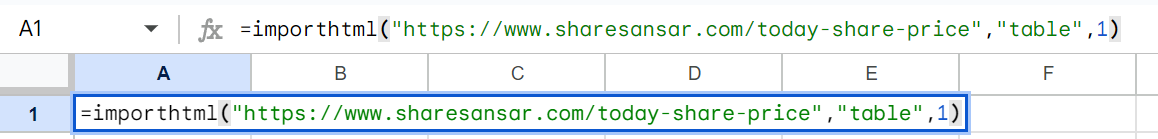 A1 fx =importhtml("https://www.sharesansar.com/today-share-price","table",1)
A B C D E F
1 =importhtml("https://www.sharesansar.com/today-share-price","table",1)